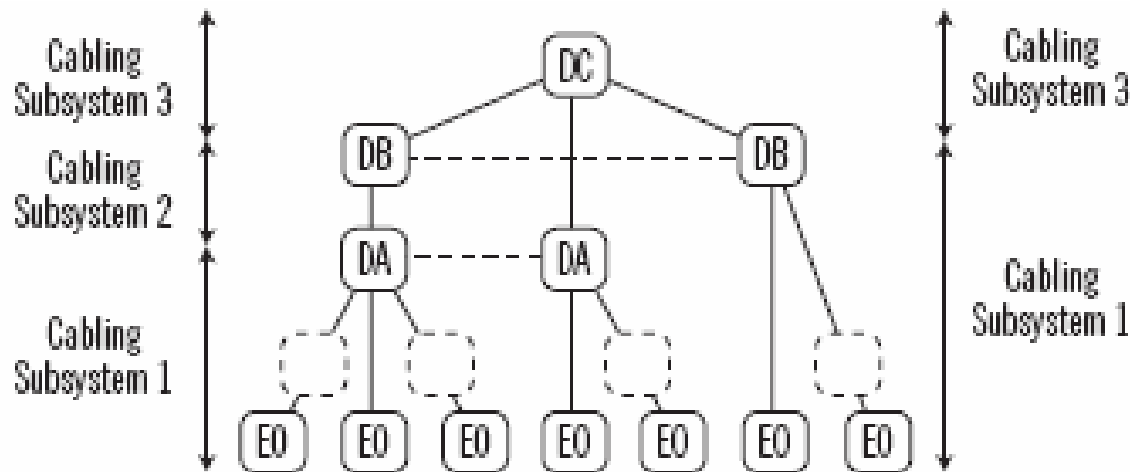 Cabling
Subsystem 3
DC
Cabling
Subsystem 3
Cabling
Subsystem 2
DB
DB
DA
DA
Cabling
Subsystem 1
Cabling
Subsystem 1
EO
EO
EO
EO
EO
EO
EO